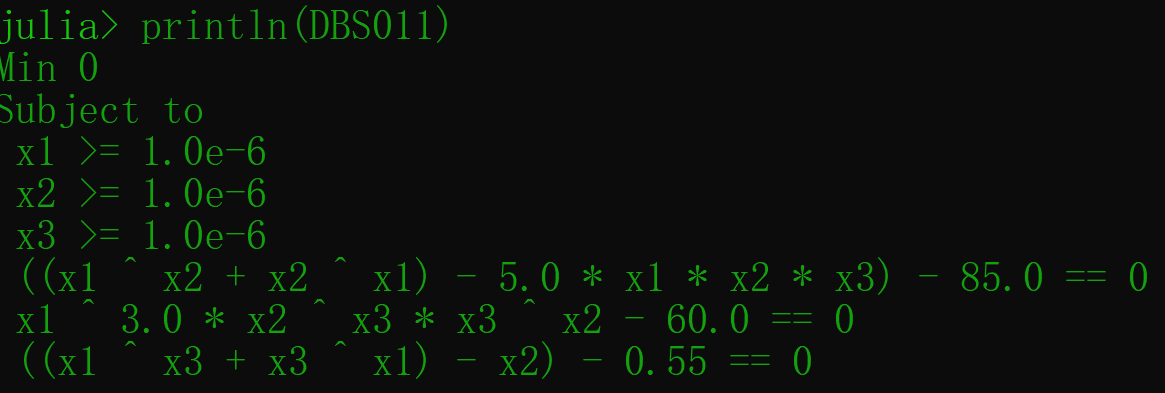 julia> println(DBS011)
Min 0
Subject to
x1 >= 1.0e-6
x2 >= 1.0e-6
x3 >= 1.0e-6
((x1 ^ x2 + x2 ^ x1) - 5.0 * x1 * x2 * x3) - 85.0 == 0
x1 ^ 3.0 * x2 ^ x3 * x3 ^ x2 - 60.0 == 0
((x1 ^ x3 + x3 ^ x1) - x2) - 0.55 == 0